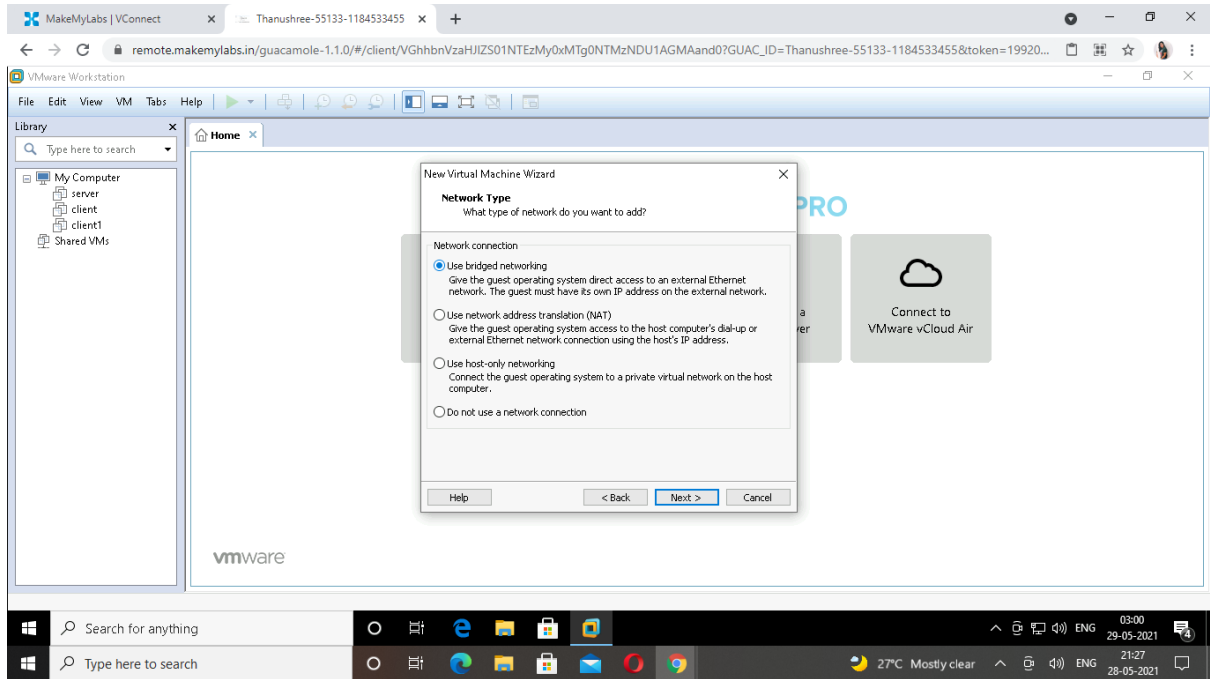 MakeMyLabs | VConnect
Thanushree-55133-1184533455
remote.makemylabs.in/guacamole-1.1.0/#/client/VGhhbnVzaHJlZS01NTEzMy0xMTg0NTMzNDU1AGMAand0?GUAC_ID=Thanushree-55133-1184533455&token=19920...
VMware Workstation
File Edit View VM Tabs Help
Library
Home
Type here to search
My Computer
server
client
client1
Shared VMs
PRO
New Virtual Machine Wizard
Network Type
What type of network do you want to add?
Network connection
Use bridged networking
Give the guest operating system direct access to an external Ethernet
network. The guest must have its own IP address on the external network.
Use network address translation (NAT)
Give the guest operating system access to the host computer's dial-up or
external Ethernet network connection using the host's IP address.
Use host-only networking
Connect the guest operating system to a private virtual network on the host
computer.
Do not use a network connection
Help < Back Next > Cancel
a
er
Connect to
VMware vCloud Air
vmware
Search for anything
ENG
03:00
29-05-2021
4
Type here to search
27°C Mostly clear
ENG
21:27
28-05-2021